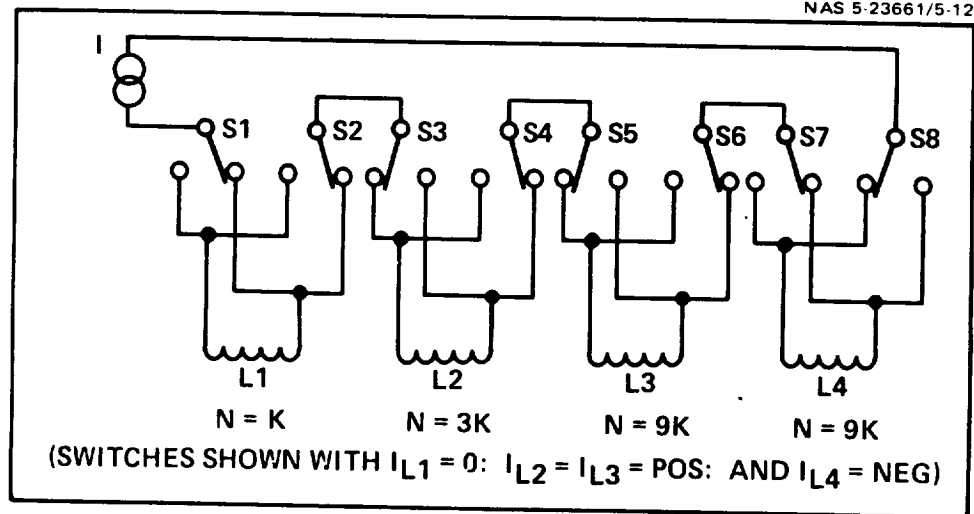 NAS 5-23661/5-12
I
S1 S2 S3 S4 S5 S6 S7 S8
L1 L2 L3 L4
N = K N = 3K N = 9K N = 9K
(SWITCHES SHOWN WITH IL1 = 0: IL2 = IL3 = POS: AND IL4 = NEG)